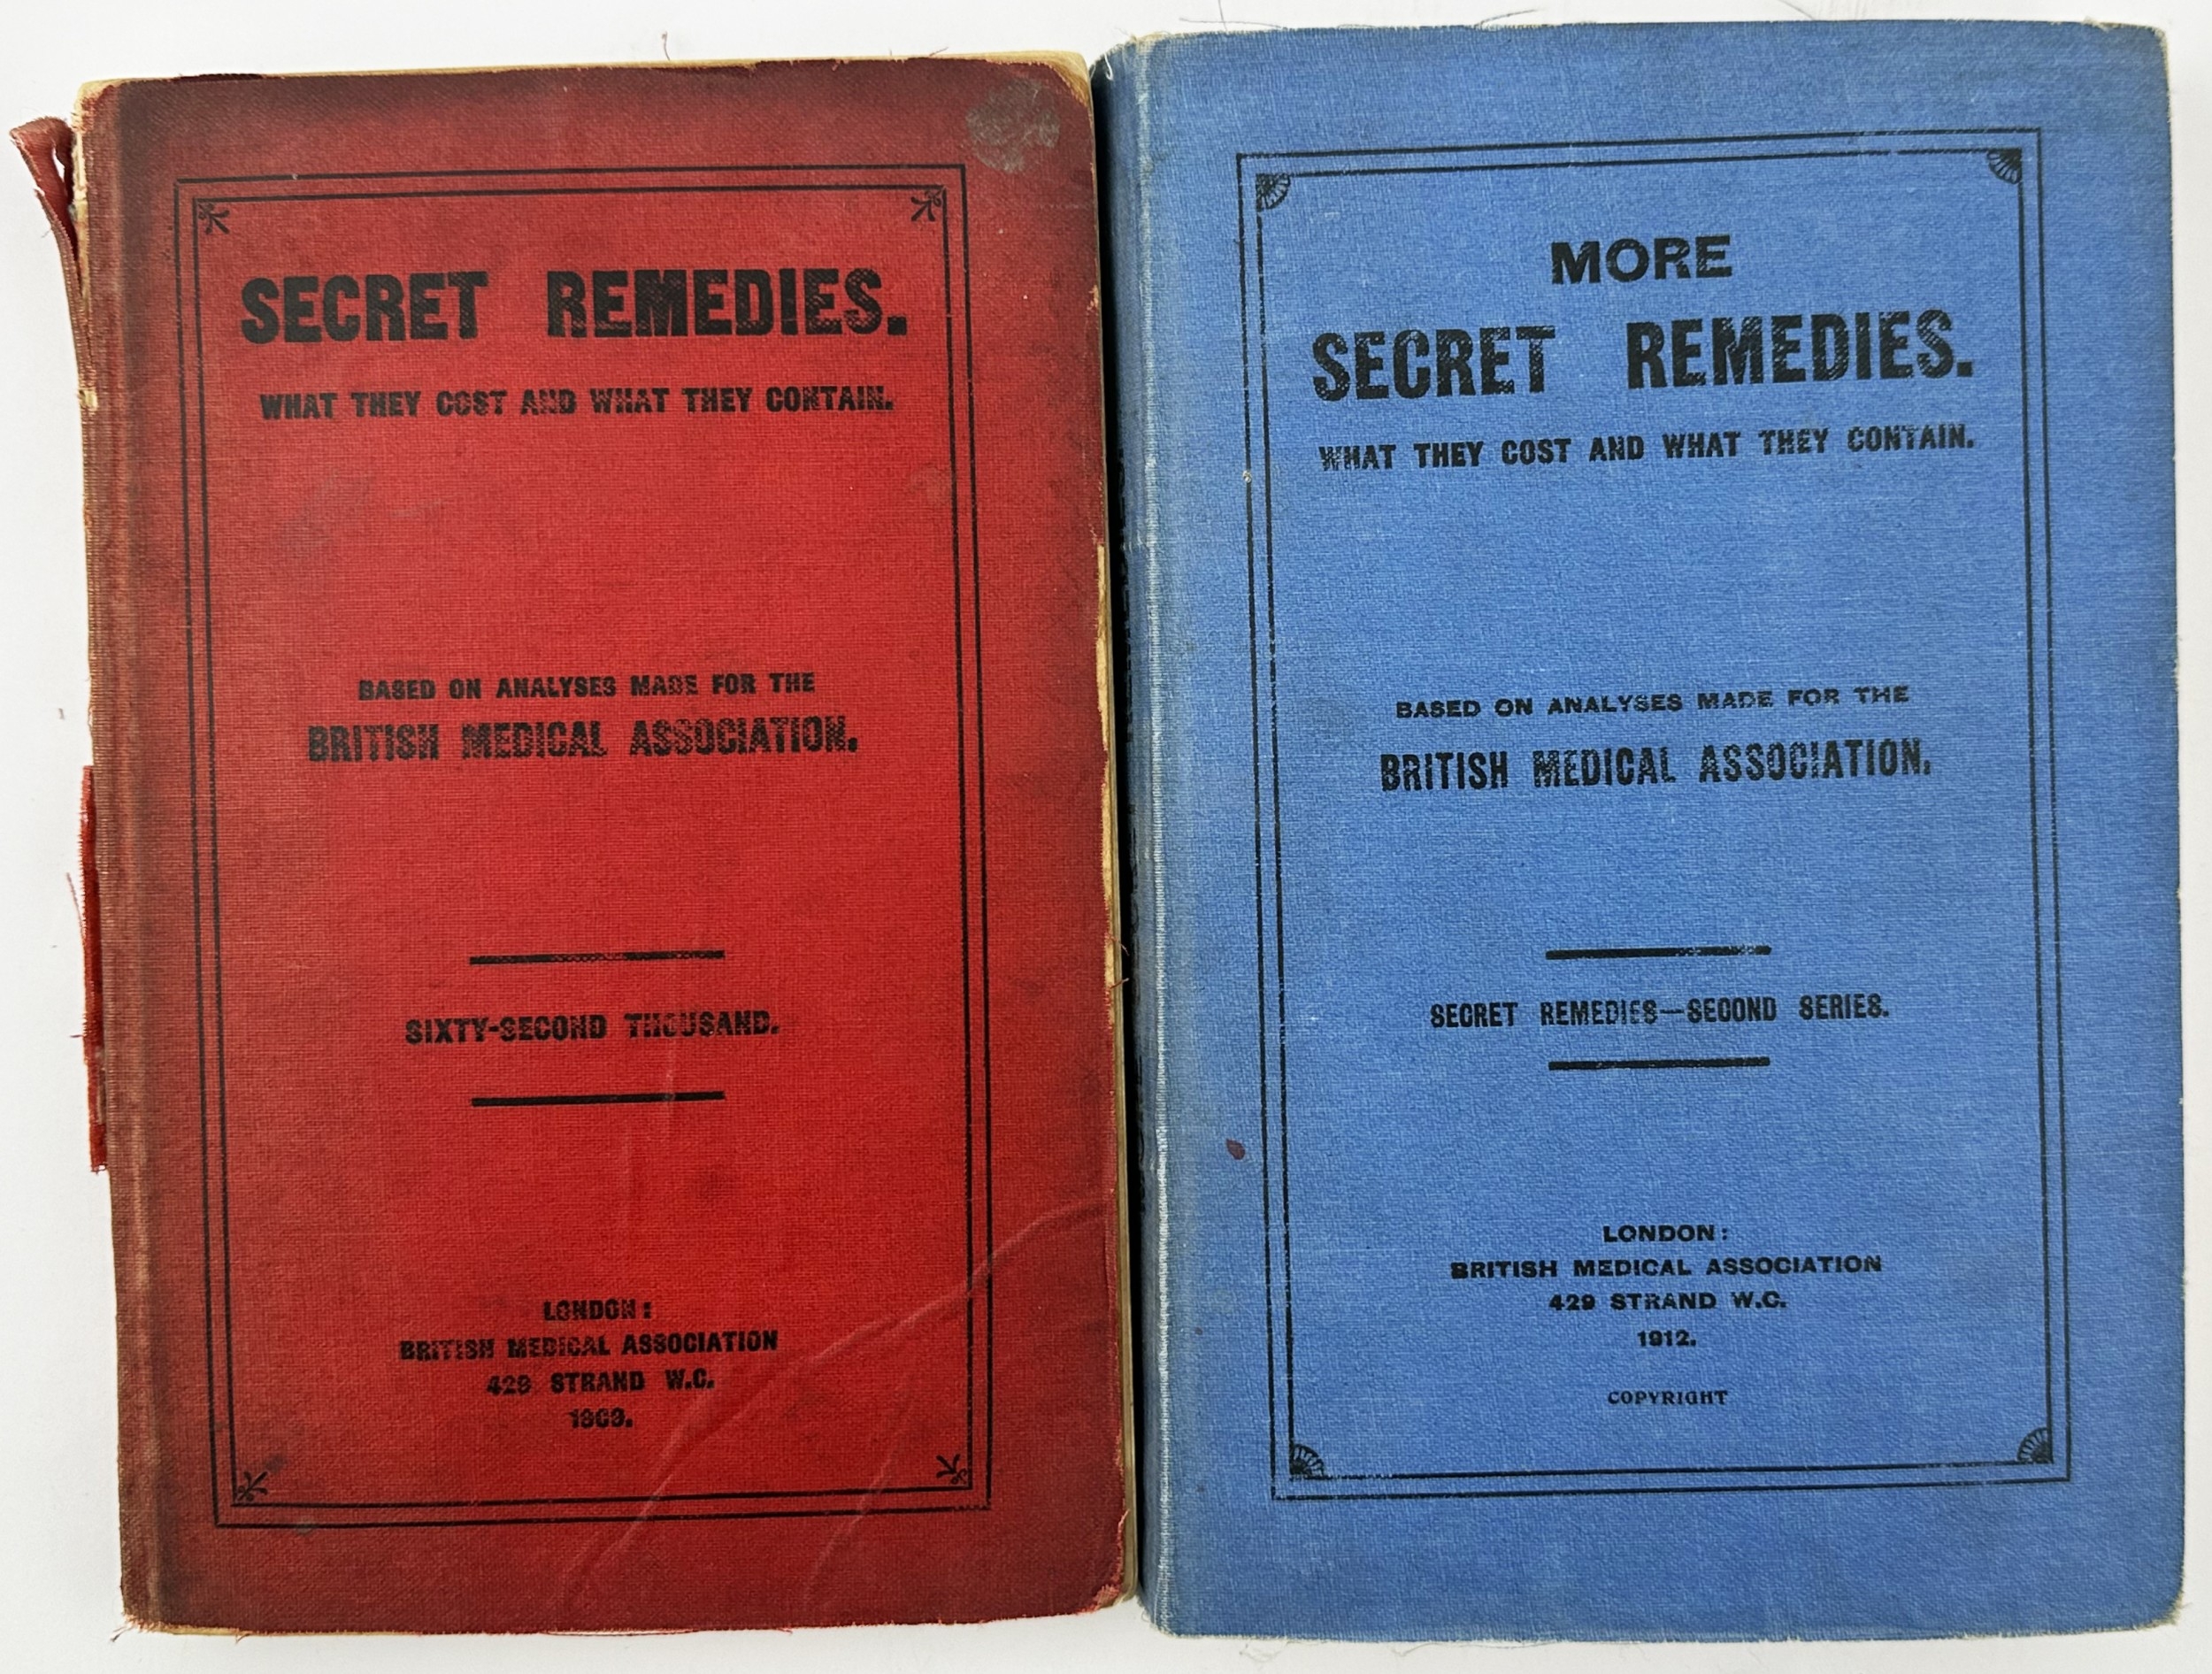 SECRET REMEDIES.
WHAT THEY COST AND WHAT THEY CONTAIN.
BASED ON ANALYSES MADE FOR THE
BRITISH MEDICAL ASSOCIATION.
SIXTY-SECOND THOUSAND.
LONDON:
BRITISH MEDICAL ASSOCIATION
429 STRAND W.C.
1909.
MORE
SECRET REMEDIES.
WHAT THEY COST AND WHAT THEY CONTAIN.
BASED ON ANALYSES MADE FOR THE
BRITISH MEDICAL ASSOCIATION.
SECRET REMEDIES—SECOND SERIES.
LONDON:
BRITISH MEDICAL ASSOCIATION
429 STRAND W.C.
1912.
COPYRIGHT